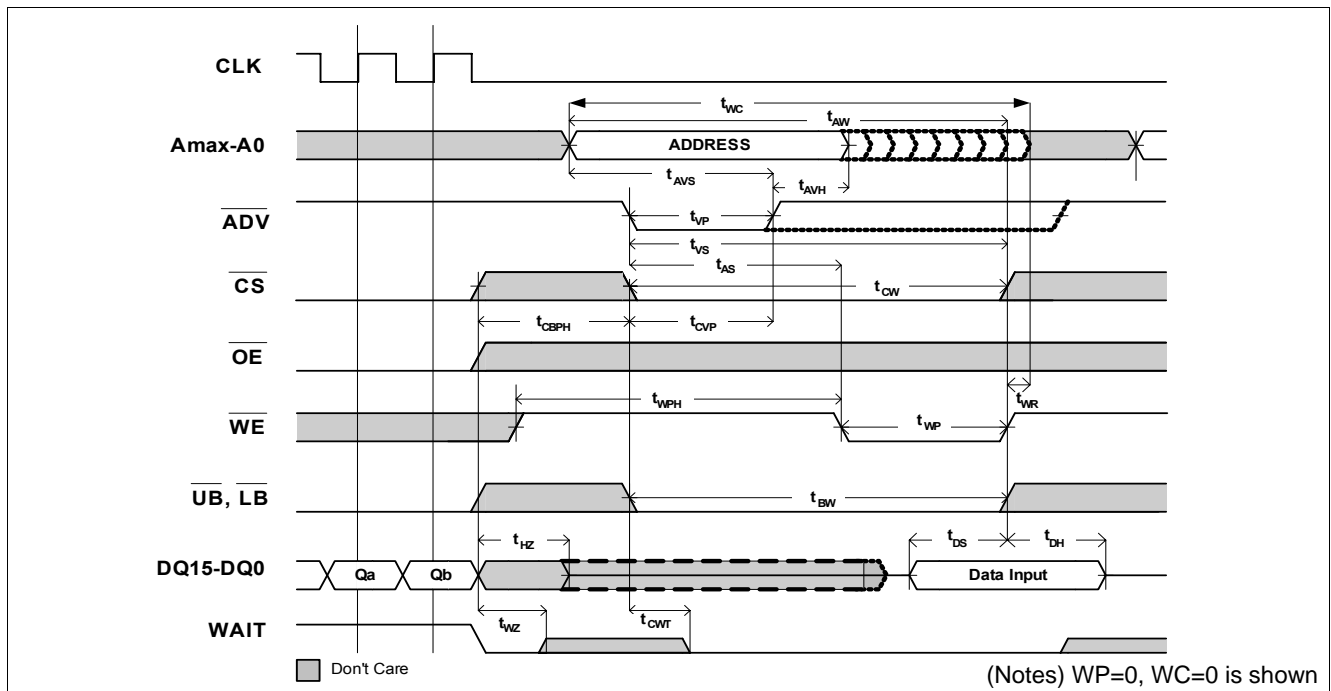 CLK
tWC
tAW
Amax-A0
ADDRESS
tAVS
tAVH
ADV
tVP
tVS
tAS
CS
tCW
tCBPH
tCVP
OE
tWPH
tWR
WE
tWP
UB, LB
tBW
tHZ
tDS
tDH
DQ15-DQ0
Qa
Qb
Data Input
tWZ
tCWT
WAIT
Don't Care
(Notes) WP=0, WC=0 is shown